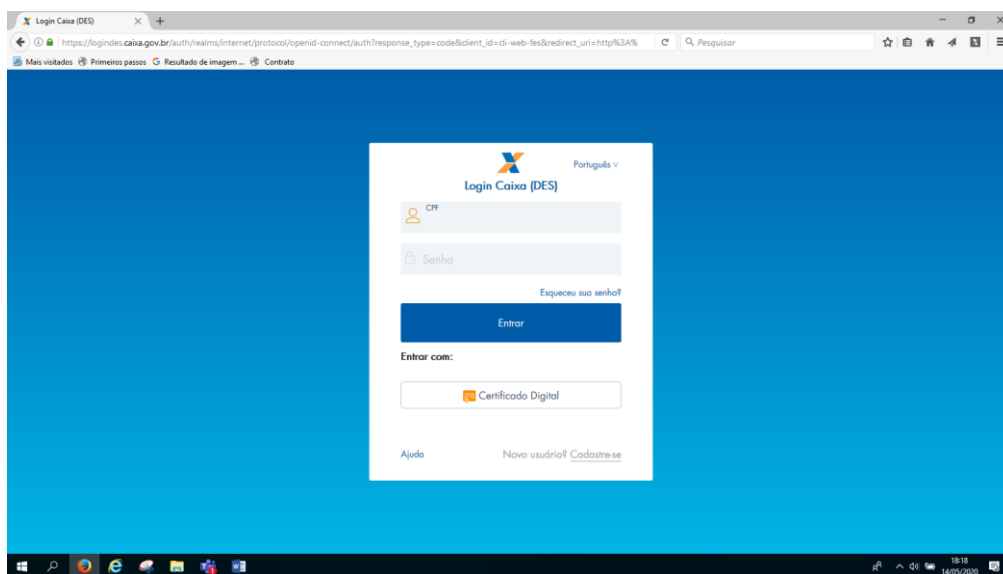 Login Caixa (DES)
https://logindes.caixa.gov.br/auth/realms/internet/protocol/openid-connect/auth?response_type=code&client_id=cli-web-fes&redirect_uri=http%3A%
Pesquisar
Mais visitados Primeiros passos Resultado de imagem ... Contrato
Português
Login Caixa (DES)
CPF
Senha
Esqueceu sua senha?
Entrar
Entrar com:
Certificado Digital
Ajuda Novo usuário? Cadastre-se
18:18
14/05/2020